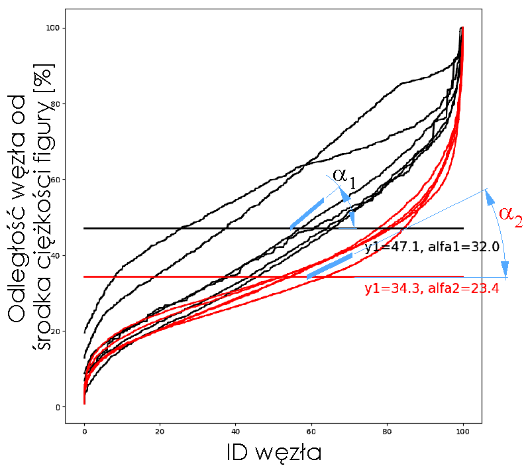 Odległość węzła od
środka ciężkości figury [%]
100
80
60
40
20
0
α1
α2
y1=47.1, alfa1=32.0
y1=34.3, alfa2=23.4
0 20 40 60 80 100
ID węzła